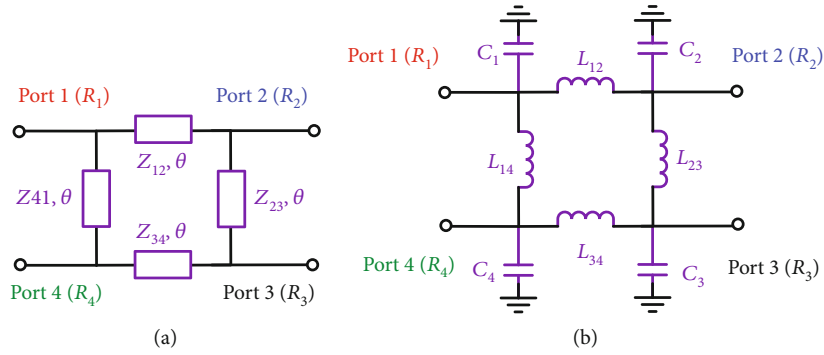 Port 1 (R₁)
Port 2 (R₂)
Z₁₂, θ
Z41, θ
Z₂₃, θ
Z₃₄, θ
Port 4 (R₄)
Port 3 (R₃)
(a)
C₁
C₂
Port 1 (R₁)
L₁₂
Port 2 (R₂)
L₁₄
L₂₃
Port 4 (R₄)
L₃₄
Port 3 (R₃)
C₄
C₃
(b)